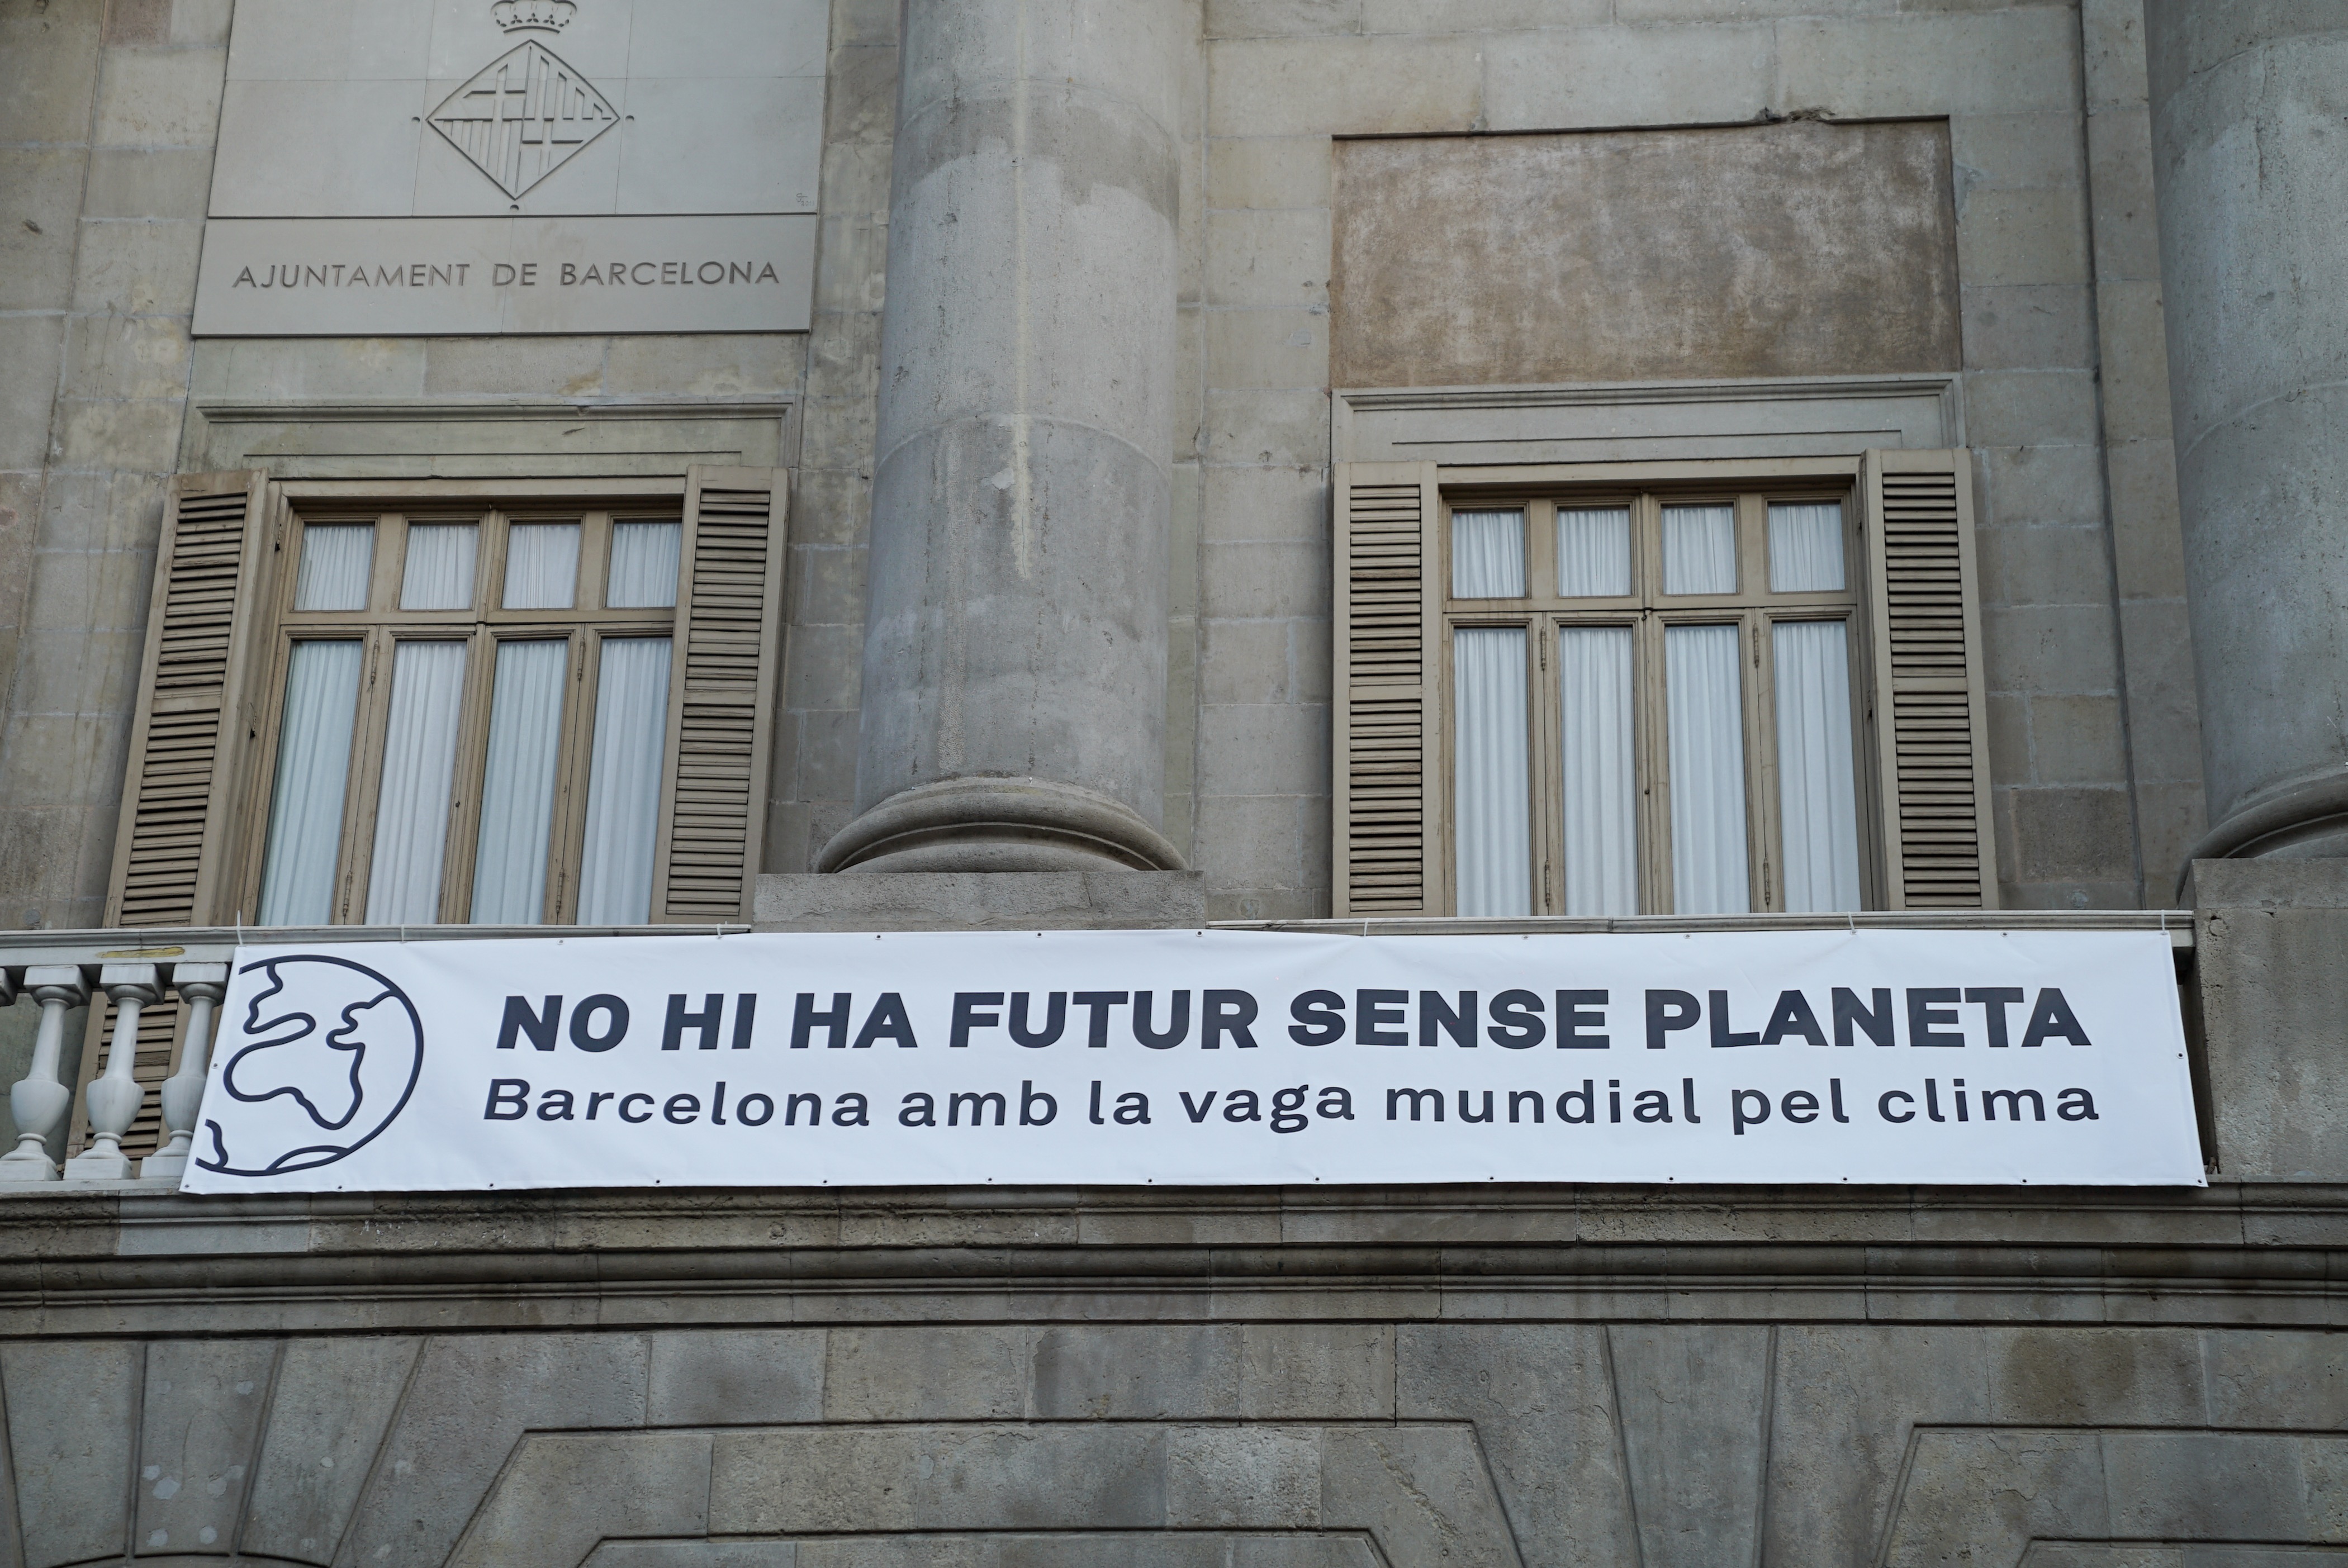 AJUNTAMENT DE BARCELONA
NO HI HA FUTUR SENSE PLANETA
Barcelona amb la vaga mundial pel clima